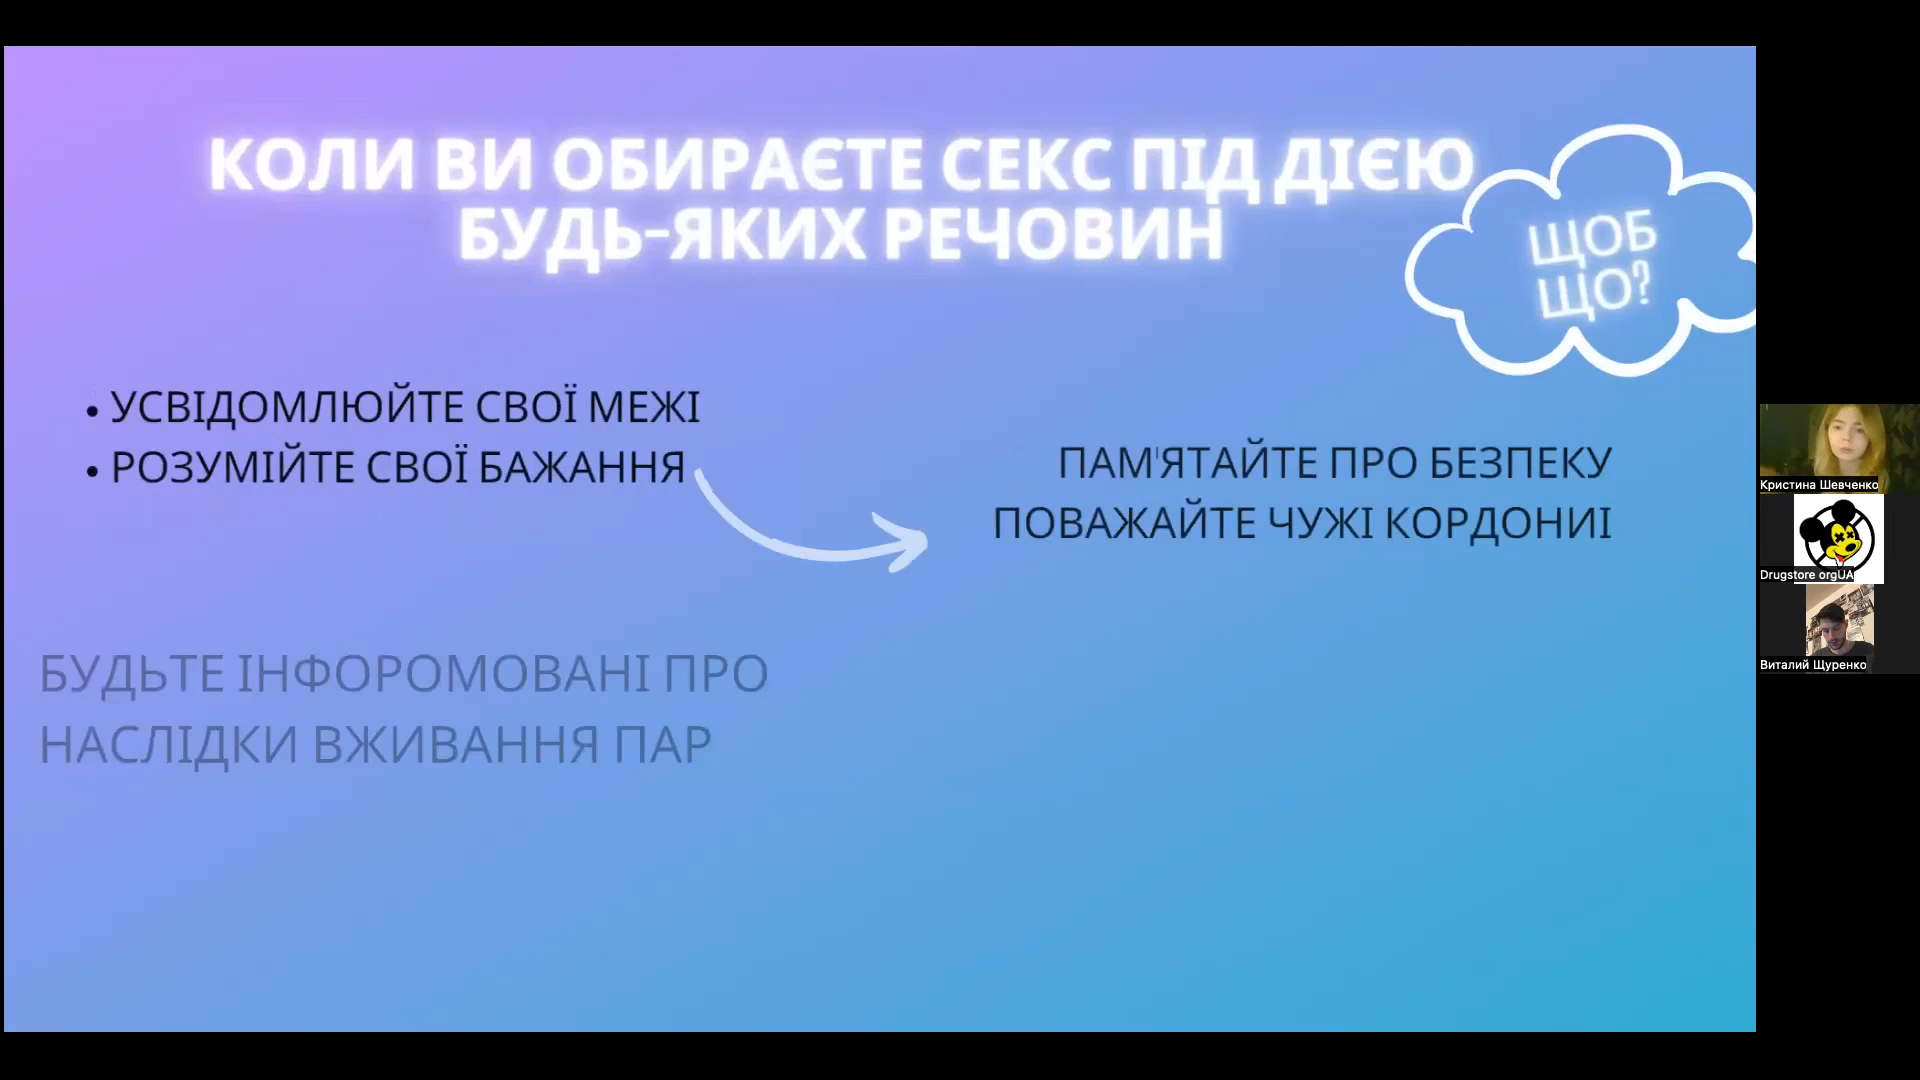 КОЛИ ВИ ОБИРАЄТЕ СЕКС ПІД ДІЄЮ
БУДЬ-ЯКИХ РЕЧОВИН
ЩОБ
ЩО?
• УСВІДОМЛЮЙТЕ СВОЇ МЕЖІ
• РОЗУМІЙТЕ СВОЇ БАЖАННЯ
ПАМ'ЯТАЙТЕ ПРО БЕЗПЕКУ
ПОВАЖАЙТЕ ЧУЖІ КОРДОНИІ
БУДЬТЕ ІНФОРОМОВАНІ ПРО
НАСЛІДКИ ВЖИВАННЯ ПАР
Кристина Шевченко
Drugstore orgUA
Виталий Щуренко